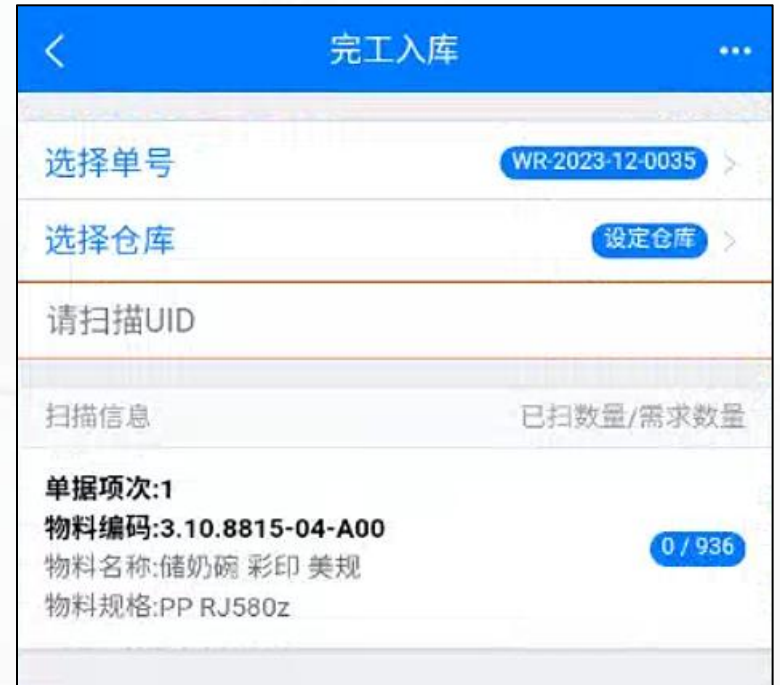 完工入库
选择单号 WR-2023-12-0035
选择仓库 设定仓库
请扫描UID
扫描信息 已扫数量/需求数量
单据项次:1
物料编码:3.10.8815-04-A00
0 / 936
物料名称:储奶碗 彩印 美规
物料规格:PP RJ580z